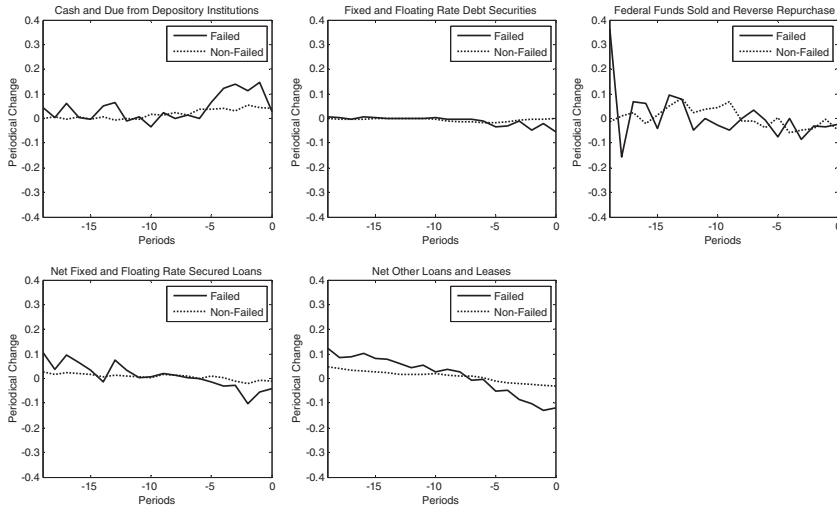 Cash and Due from Depository Institutions
0.4
0.3
0.2
0.1
0
-0.1
-0.2
-0.3
-0.4
-15
-10
-5
0
Periodical Change
Periods
Failed
Non-Failed
Fixed and Floating Rate Debt Securities
0.4
0.3
0.2
0.1
0
-0.1
-0.2
-0.3
-0.4
-15
-10
-5
0
Periodical Change
Periods
Failed
Non-Failed
Federal Funds Sold and Reverse Repurchase
0.4
0.3
0.2
0.1
0
-0.1
-0.2
-0.3
-0.4
-15
-10
-5
0
Periodical Change
Periods
Failed
Non-Failed
Net Fixed and Floating Rate Secured Loans
0.4
0.3
0.2
0.1
0
-0.1
-0.2
-0.3
-0.4
-15
-10
-5
0
Periodical Change
Periods
Failed
Non-Failed
Net Other Loans and Leases
0.4
0.3
0.2
0.1
0
-0.1
-0.2
-0.3
-0.4
-15
-10
-5
0
Periodical Change
Periods
Failed
Non-Failed